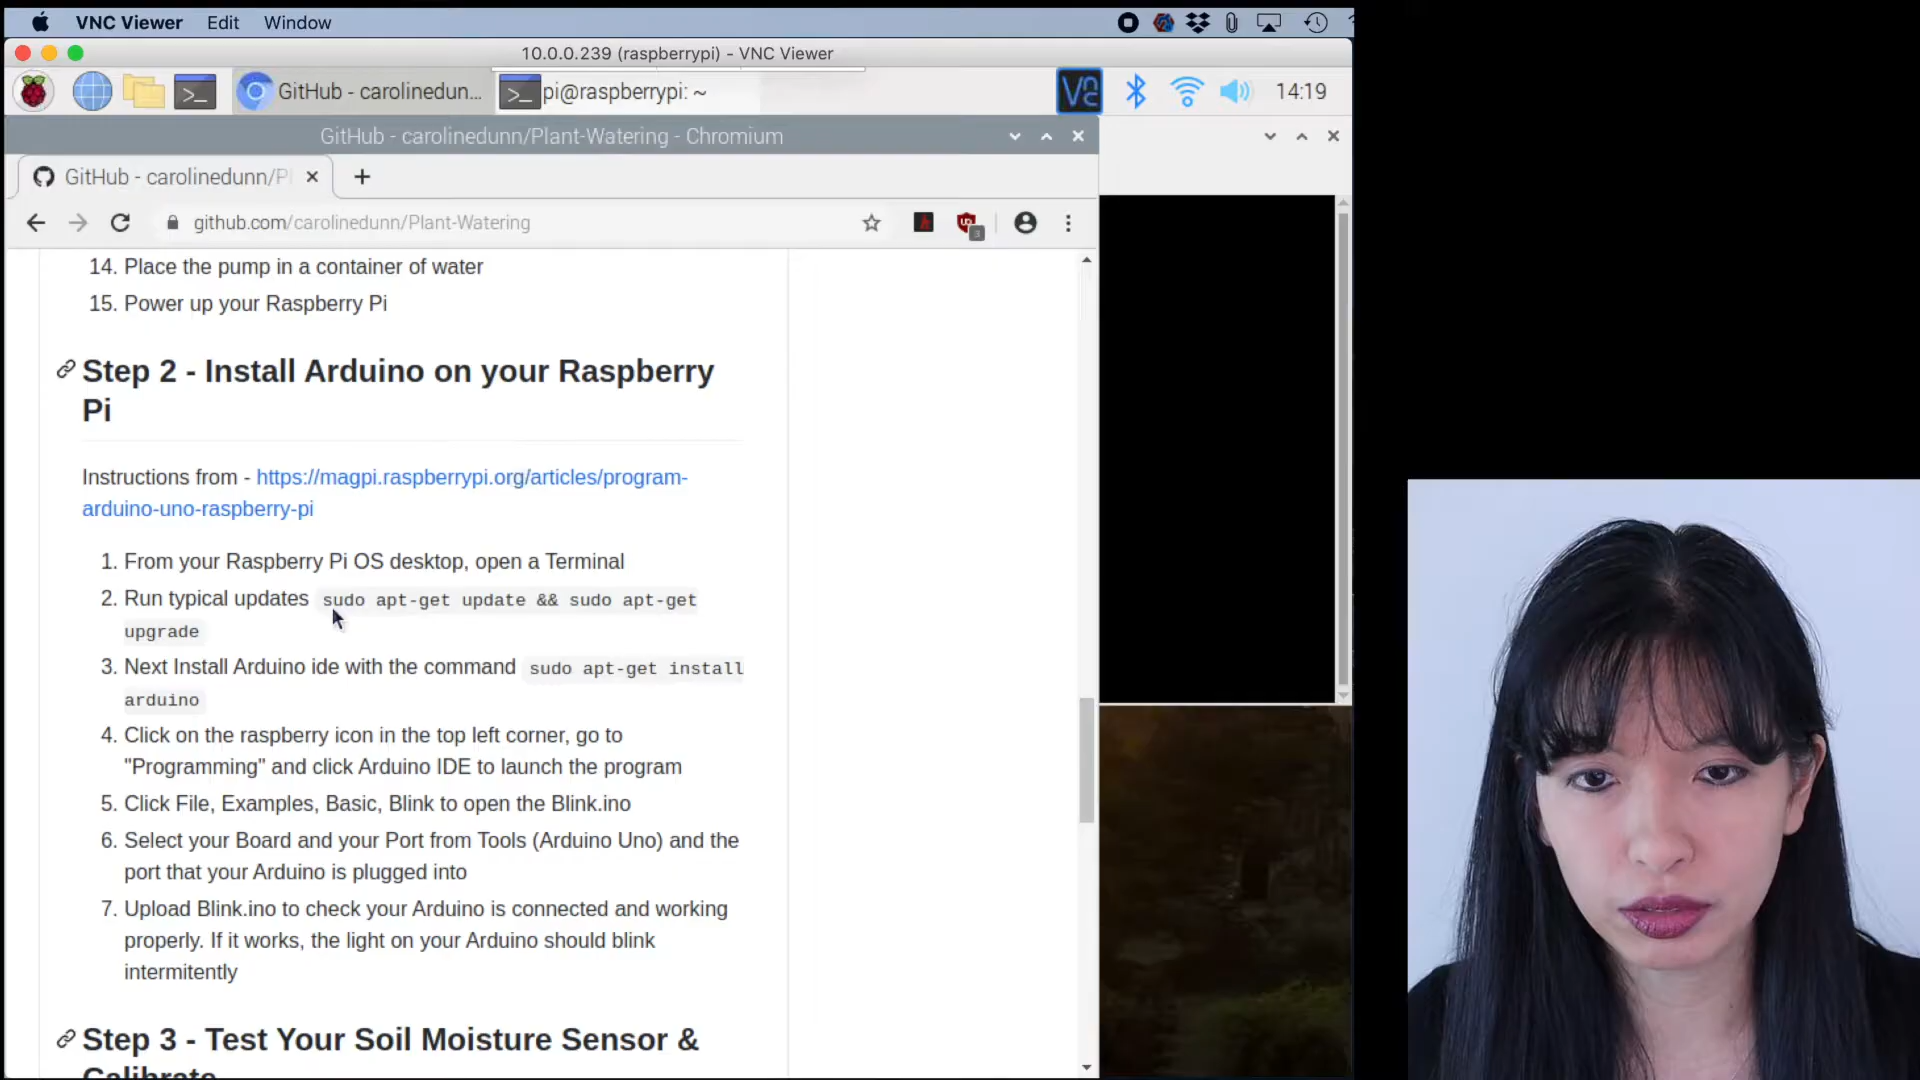 VNC Viewer Edit Window
10.0.0.239 (raspberrypi) - VNC Viewer
GitHub - carolinedun... pi@raspberrypi: ~ 14:19
GitHub - carolinedunn/Plant-Watering - Chromium
GitHub - carolinedunn/Pl
github.com/carolinedunn/Plant-Watering
14. Place the pump in a container of water
15. Power up your Raspberry Pi
Step 2 - Install Arduino on your Raspberry
Pi
Instructions from - https://magpi.raspberrypi.org/articles/program-
arduino-uno-raspberry-pi
1. From your Raspberry Pi OS desktop, open a Terminal
2. Run typical updates sudo apt-get update && sudo apt-get
upgrade
3. Next Install Arduino ide with the command sudo apt-get install
arduino
4. Click on the raspberry icon in the top left corner, go to
"Programming" and click Arduino IDE to launch the program
5. Click File, Examples, Basic, Blink to open the Blink.ino
6. Select your Board and your Port from Tools (Arduino Uno) and the
port that your Arduino is plugged into
7. Upload Blink.ino to check your Arduino is connected and working
properly. If it works, the light on your Arduino should blink
intermitently
Step 3 - Test Your Soil Moisture Sensor &
Calibrate